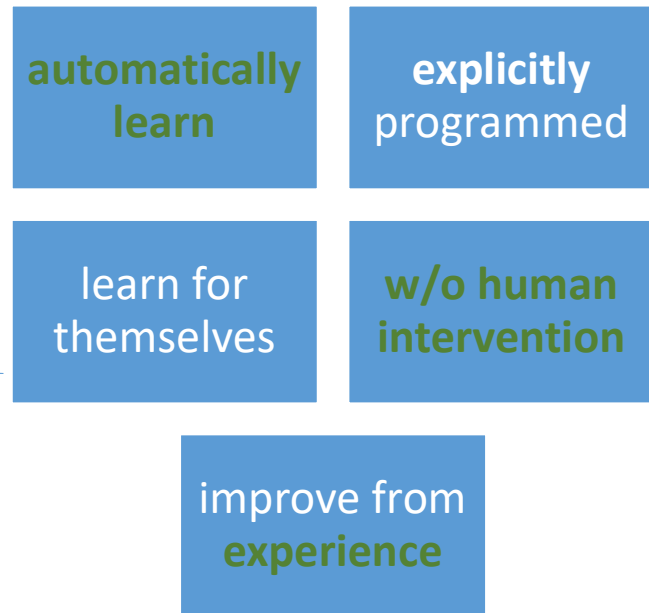 automatically
learn
explicitly
programmed
learn for
themselves
w/o human
intervention
improve from
experience